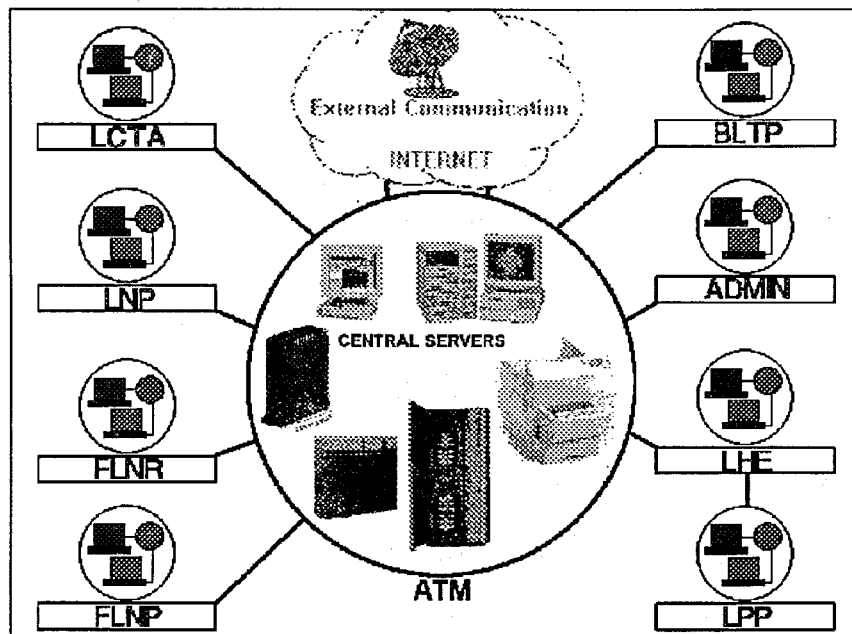 External Communication
INTERNET
LCTA
BLTP
LNP
ADMIN
CENTRAL SERVERS
FLNR
LHE
ATM
FLNP
LPP